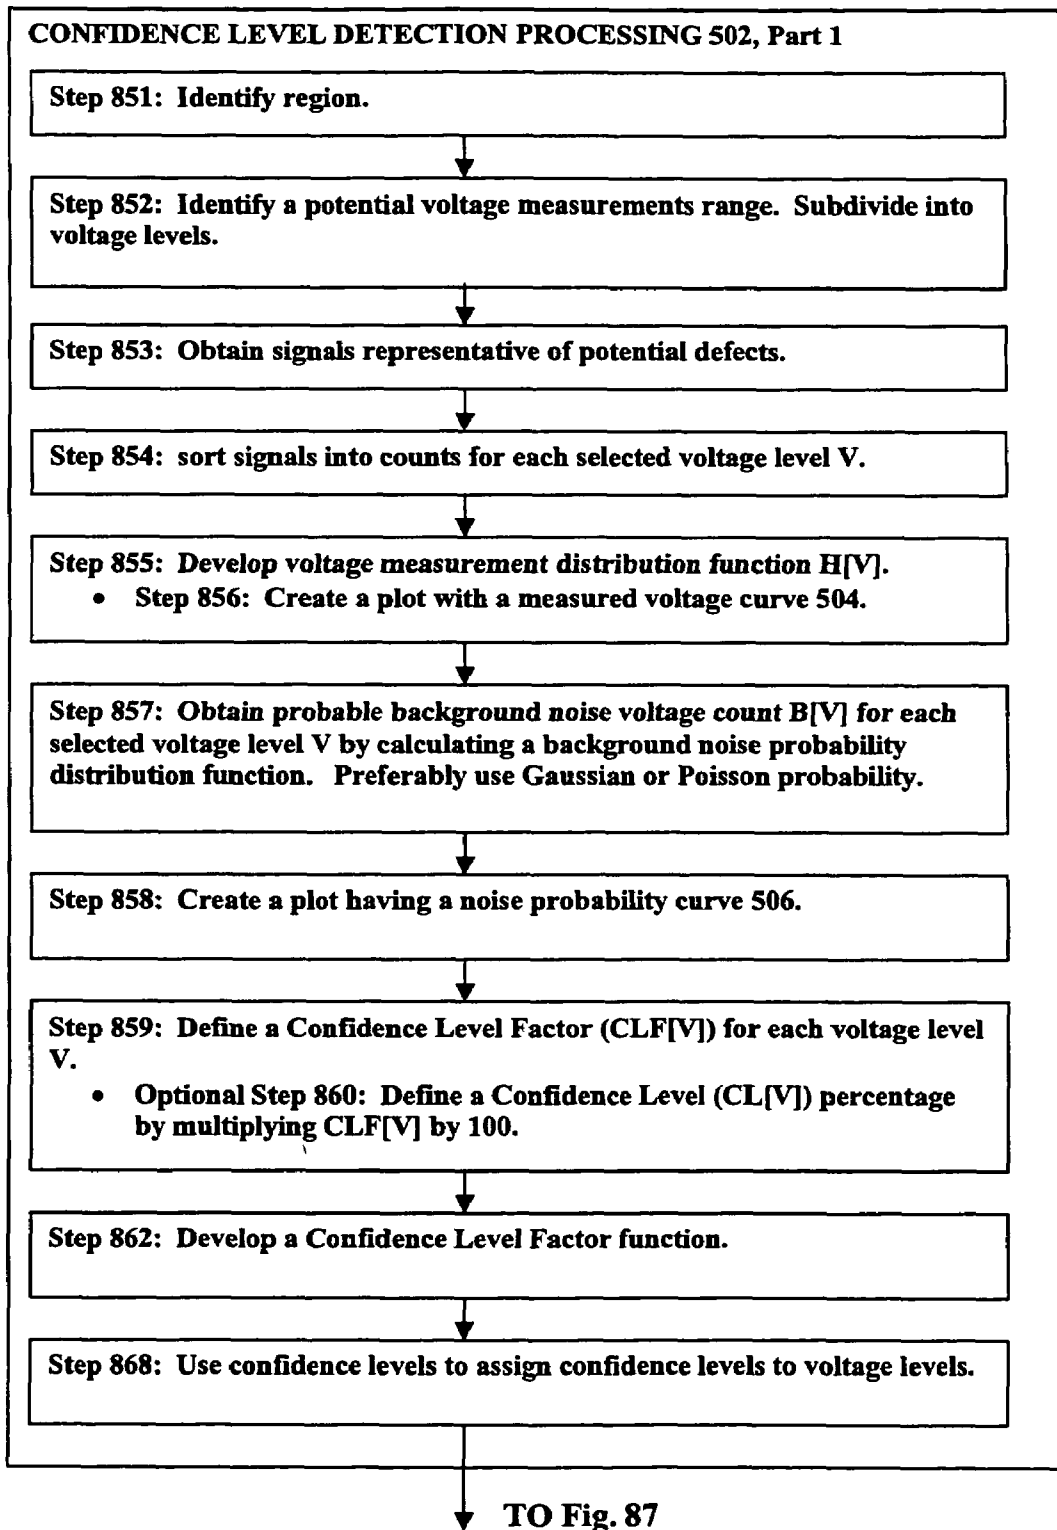 CONFIDENCE LEVEL DETECTION PROCESSING 502, Part 1
Step 851: Identify region.
Step 852: Identify a potential voltage measurements range. Subdivide into
voltage levels.
Step 853: Obtain signals representative of potential defects.
Step 854: sort signals into counts for each selected voltage level V.
Step 855: Develop voltage measurement distribution function H[V].
• Step 856: Create a plot with a measured voltage curve 504.
Step 857: Obtain probable background noise voltage count B[V] for each
selected voltage level V by calculating a background noise probability
distribution function. Preferably use Gaussian or Poisson probability.
Step 858: Create a plot having a noise probability curve 506.
Step 859: Define a Confidence Level Factor (CLF[V]) for each voltage level
V.
• Optional Step 860: Define a Confidence Level (CL[V]) percentage
by multiplying CLF[V] by 100.
Step 862: Develop a Confidence Level Factor function.
Step 868: Use confidence levels to assign confidence levels to voltage levels.
TO Fig. 87